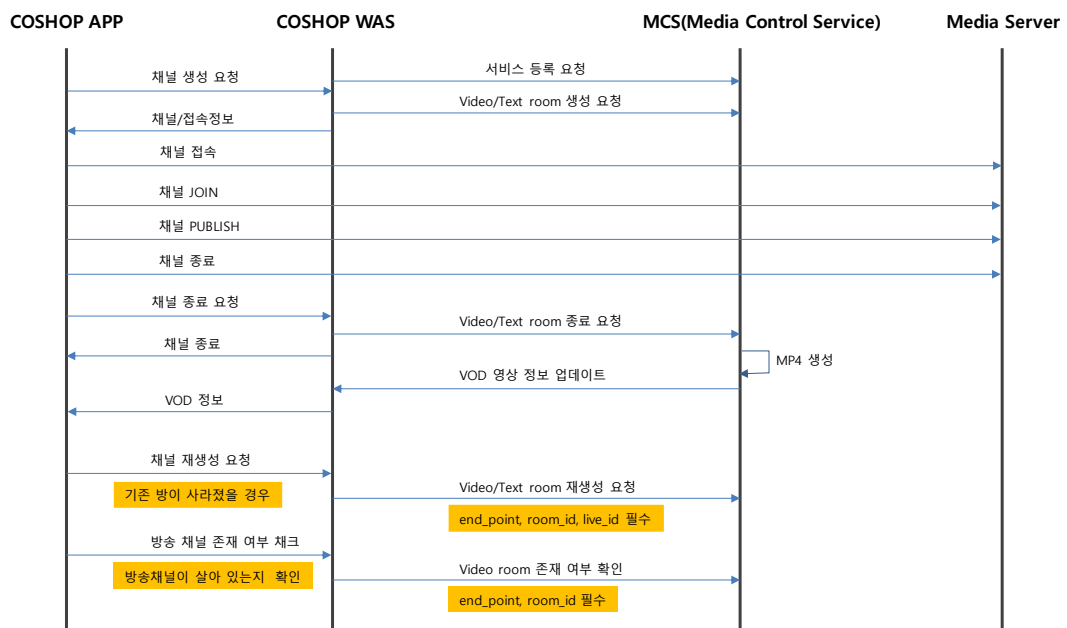 COSHOP APP
COSHOP WAS
MCS(Media Control Service)
Media Server
채널 생성 요청
서비스 등록 요청
Video/Text room 생성 요청
채널/접속정보
채널 접속
채널 JOIN
채널 PUBLISH
채널 종료
채널 종료 요청
Video/Text room 종료 요청
채널 종료
MP4 생성
VOD 영상 정보 업데이트
VOD 정보
채널 재생성 요청
기존 방이 사라졌을 경우
Video/Text room 재생성 요청
end_point, room_id, live_id 필수
방송 채널 존재 여부 채크
방송채널이 살아 있는지 확인
Video room 존재 여부 확인
end_point, room_id 필수